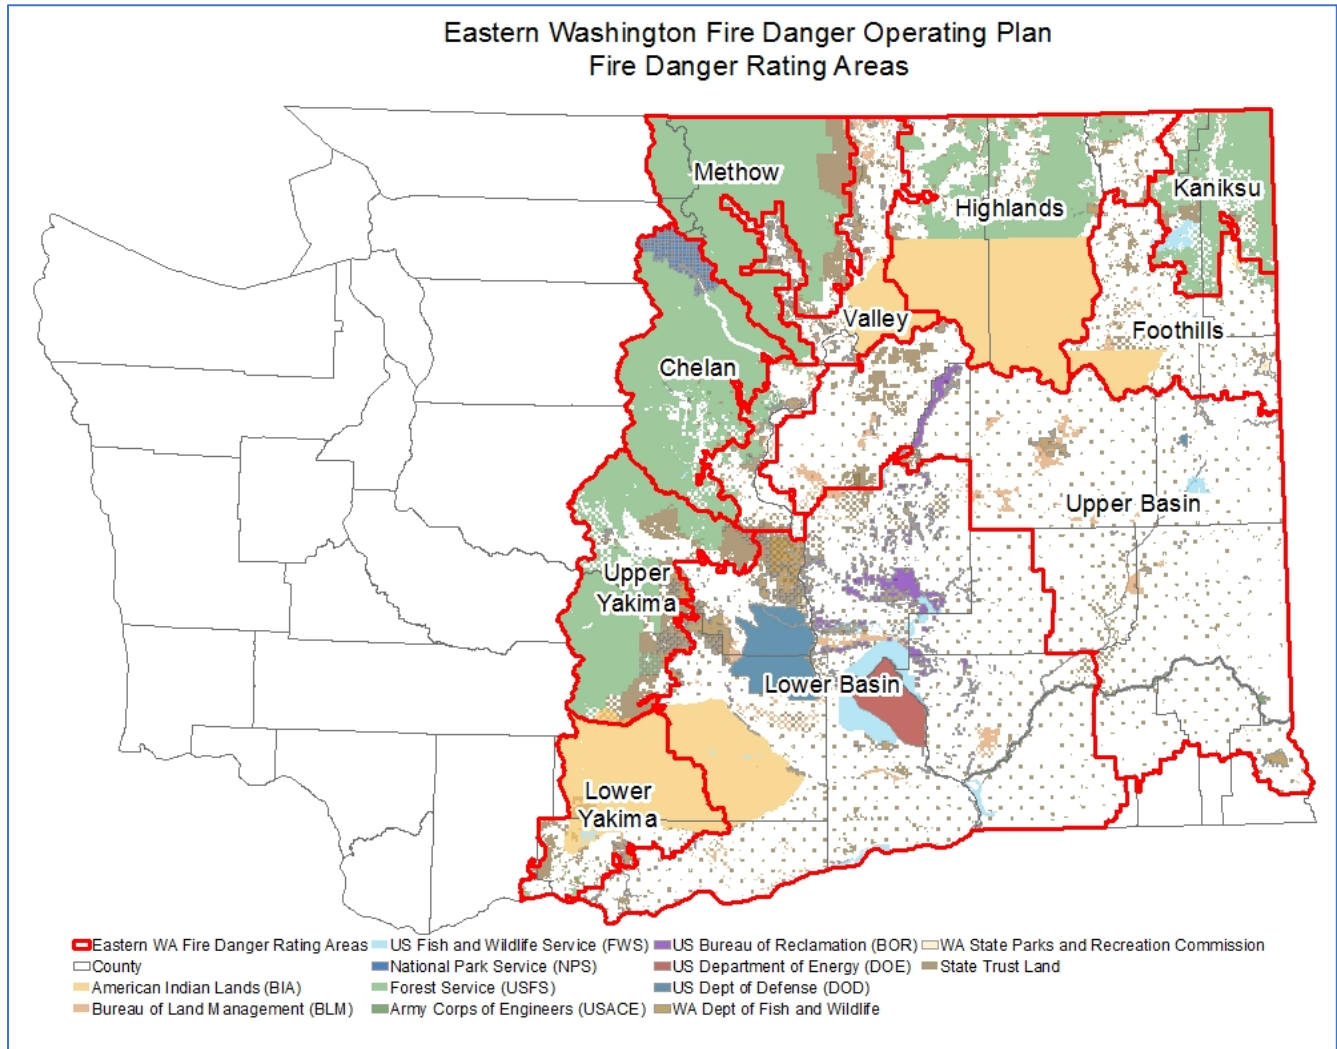 Eastern Washington Fire Danger Operating Plan
Fire Danger Rating Areas
Methow
Kaniksu
Highlands
Valley
Foothills
Chelan
Upper Basin
Upper
Yakima
Lower Basin
Lower
Yakima
Eastern WA Fire Danger Rating Areas
US Fish and Wildlife Service (FWS)
US Bureau of Reclamation (BOR)
WA State Parks and Recreation Commission
County
National Park Service (NPS)
US Department of Energy (DOE)
State Trust Land
American Indian Lands (BIA)
Forest Service (USFS)
US Dept of Defense (DOD)
Bureau of Land Management (BLM)
Army Corps of Engineers (USACE)
WA Dept of Fish and Wildlife